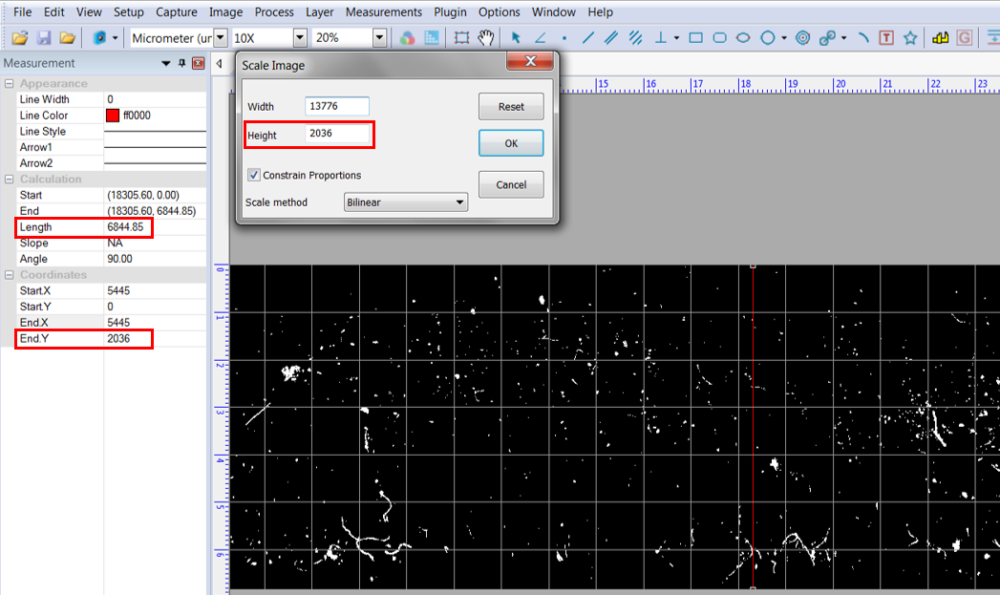 File Edit View Setup Capture Image Process Layer Measurements Plugin Options Window Help
Micrometer (ur 10X 20%
Measurement
Scale Image
Width 13776
Height 2036
Constrain Proportions
Scale method Bilinear
Reset
OK
Cancel
Appearance
Line Width 0
Line Color ff0000
Line Style
Arrow1
Arrow2
Calculation
Start (18305.60, 0.00)
End (18305.60, 6844.85)
Length 6844.85
Slope NA
Angle 90.00
Coordinates
Start.X 5445
Start.Y 0
End.X 5445
End.Y 2036
15 16 17 18 19 20 21 22 23
0
1
2
3
4
5
6
T
G